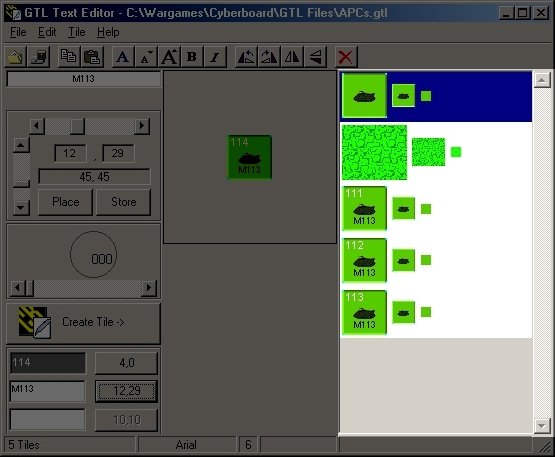 GTL Text Editor - C:\Wargames\Cyberboard\GTL Files\APCs.gtl
File Edit Tile Help
A A A B I
M113
12 , 29
45, 45
Place Store
000
Create Tile ->
114 4,0
M113 12,29
10,10
114
M113
111
M113
112
M113
113
M113
5 Tiles Arial 6